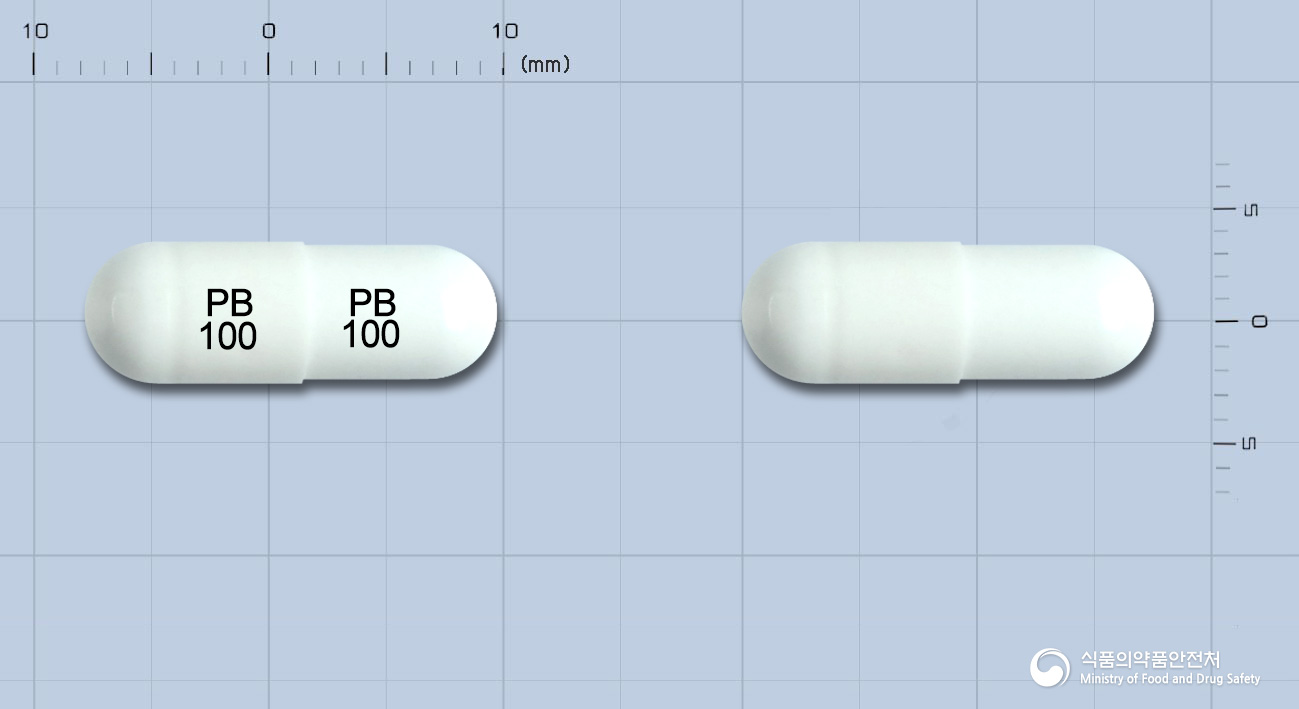 10 0 10
(mm)
5
PB PB
100 100
0
5
식품의약품안전처
Ministry of Food and Drug Safety